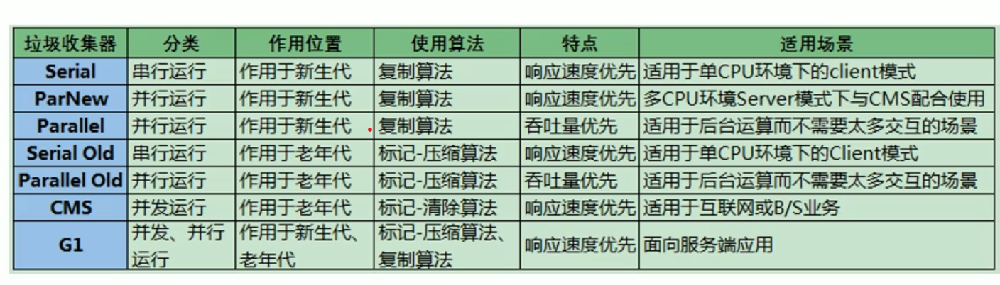 垃圾收集器 分类 作用位置 使用算法 特点 适用场景
Serial 串行运行 作用于新生代 复制算法 响应速度优先 适用于单CPU环境下的client模式
ParNew 并行运行 作用于新生代 复制算法 响应速度优先 多CPU环境Server模式下与CMS配合使用
Parallel 并行运行 作用于新生代 复制算法 吞吐量优先 适用于后台运算而不需要太多交互的场景
Serial Old 串行运行 作用于老年代 标记-压缩算法 响应速度优先 适用于单CPU环境下的Client模式
Parallel Old 并行运行 作用于老年代 标记-压缩算法 吞吐量优先 适用于后台运算而不需要太多交互的场景
CMS 并发运行 作用于老年代 标记-清除算法 响应速度优先 适用于互联网或B/S业务
G1 并发、并行 作用于新生代、 标记-压缩算法、 响应速度优先 面向服务端应用
运行 老年代 复制算法